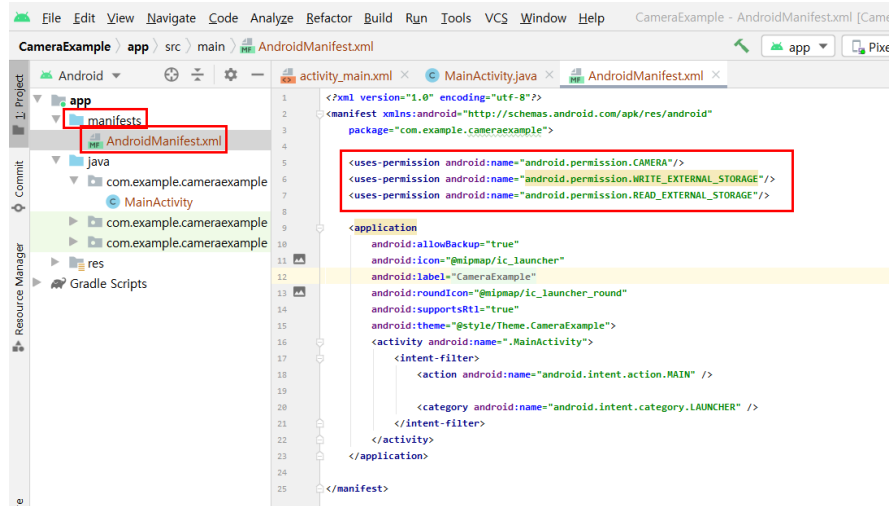 File Edit View Navigate Code Analyze Refactor Build Run Tools VCS Window Help CameraExample - AndroidManifest.xml [Came
CameraExample app src main AndroidManifest.xml app Pixe
Android
activity_main.xml MainActivity.java AndroidManifest.xml
1: Project
Commit
Resource Manager
app
manifests
AndroidManifest.xml
java
com.example.cameraexample
MainActivity
com.example.cameraexample
com.example.cameraexample
res
Gradle Scripts
1 <?xml version="1.0" encoding="utf-8"?>
2 <manifest xmlns:android="http://schemas.android.com/apk/res/android"
3 package="com.example.cameraexample">
4
5 <uses-permission android:name="android.permission.CAMERA"/>
6 <uses-permission android:name="android.permission.WRITE_EXTERNAL_STORAGE"/>
7 <uses-permission android:name="android.permission.READ_EXTERNAL_STORAGE"/>
8
9 <application
10 android:allowBackup="true"
11 android:icon="@mipmap/ic_launcher"
12 android:label="CameraExample"
13 android:roundIcon="@mipmap/ic_launcher_round"
14 android:supportsRtl="true"
15 android:theme="@style/Theme.CameraExample">
16 <activity android:name=".MainActivity">
17 <intent-filter>
18 <action android:name="android.intent.action.MAIN" />
19
20 <category android:name="android.intent.category.LAUNCHER" />
21 </intent-filter>
22 </activity>
23 </application>
24
25 </manifest>